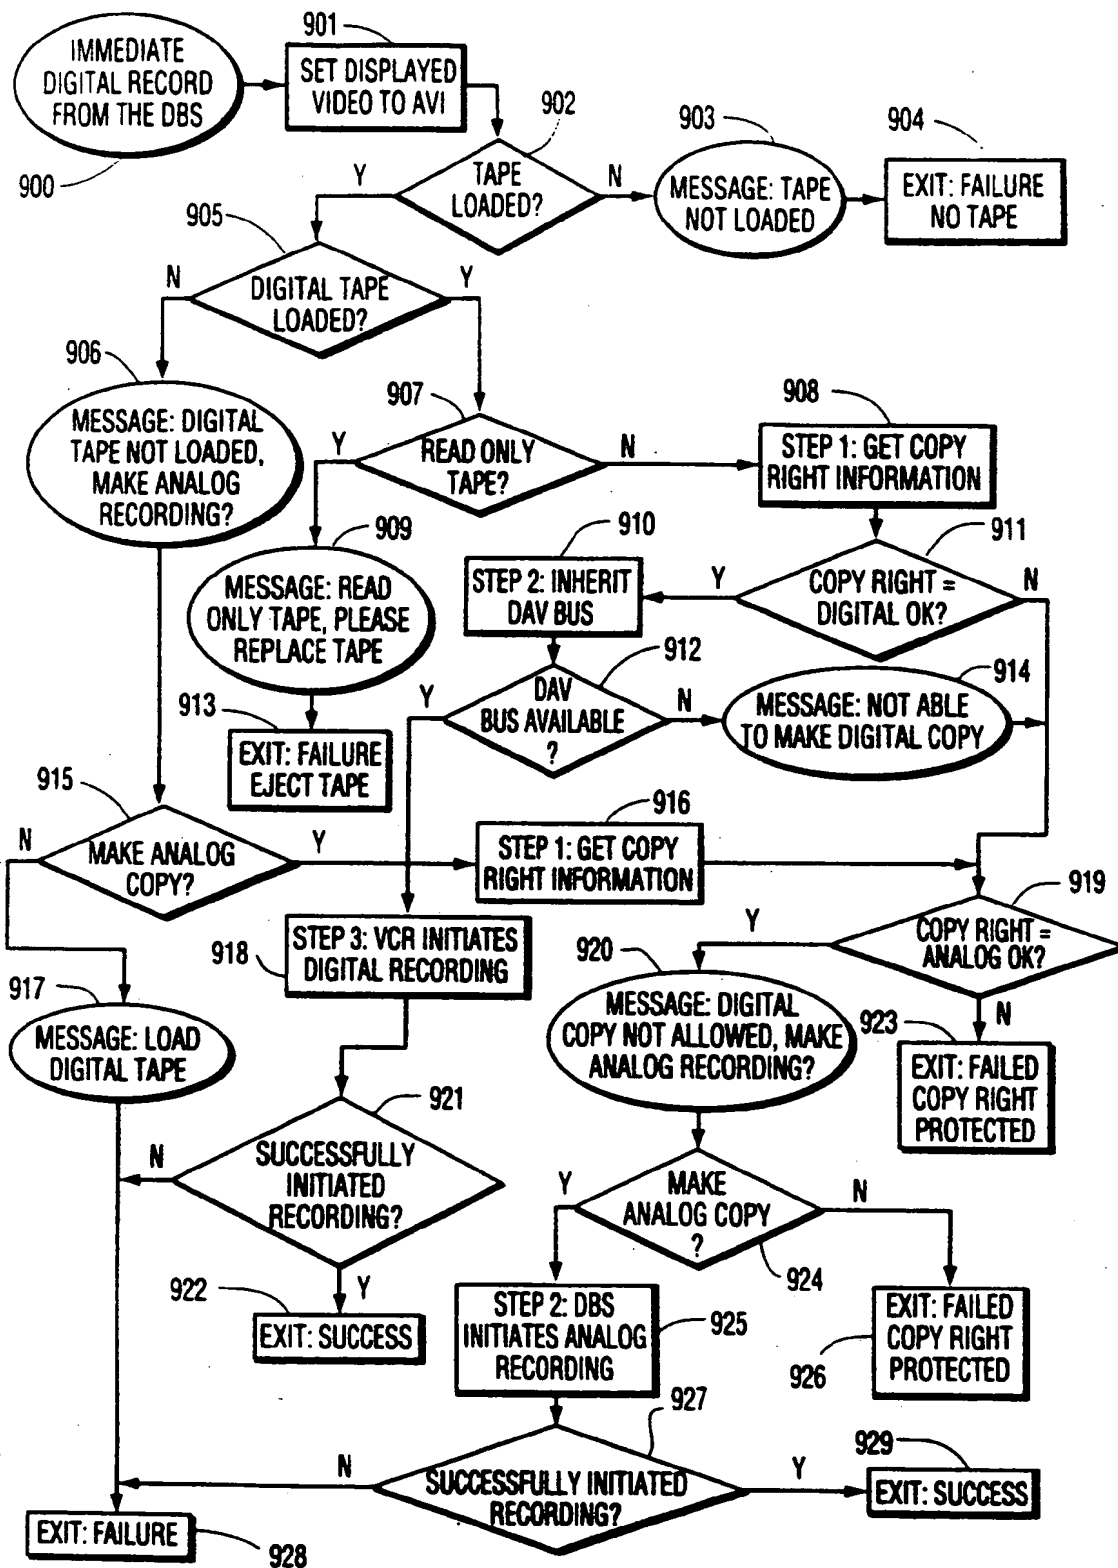 IMMEDIATE
DIGITAL RECORD
FROM THE DBS
900
901
SET DISPLAYED
VIDEO TO AVI
902
TAPE
LOADED?
Y
N
903
MESSAGE: TAPE
NOT LOADED
904
EXIT: FAILURE
NO TAPE
905
DIGITAL TAPE
LOADED?
N
Y
906
MESSAGE: DIGITAL
TAPE NOT LOADED,
MAKE ANALOG
RECORDING?
907
READ ONLY
TAPE?
Y
N
908
STEP 1: GET COPY
RIGHT INFORMATION
909
MESSAGE: READ
ONLY TAPE, PLEASE
REPLACE TAPE
910
STEP 2: INHERIT
DAV BUS
911
COPY RIGHT =
DIGITAL OK?
Y
N
912
DAV
BUS AVAILABLE
?
Y
N
913
EXIT: FAILURE
EJECT TAPE
914
MESSAGE: NOT ABLE
TO MAKE DIGITAL COPY
915
MAKE ANALOG
COPY?
N
Y
916
STEP 1: GET COPY
RIGHT INFORMATION
917
MESSAGE: LOAD
DIGITAL TAPE
918
STEP 3: VCR INITIATES
DIGITAL RECORDING
919
COPY RIGHT =
ANALOG OK?
Y
N
920
MESSAGE: DIGITAL
COPY NOT ALLOWED, MAKE
ANALOG RECORDING?
921
SUCCESSFULLY
INITIATED
RECORDING?
N
Y
922
EXIT: SUCCESS
923
EXIT: FAILED
COPY RIGHT
PROTECTED
MAKE
ANALOG COPY
?
Y
N
924
STEP 2: DBS
INITIATES ANALOG
RECORDING
925
EXIT: FAILED
COPY RIGHT
PROTECTED
926
927
SUCCESSFULLY INITIATED
RECORDING?
N
Y
EXIT: FAILURE
928
929
EXIT: SUCCESS